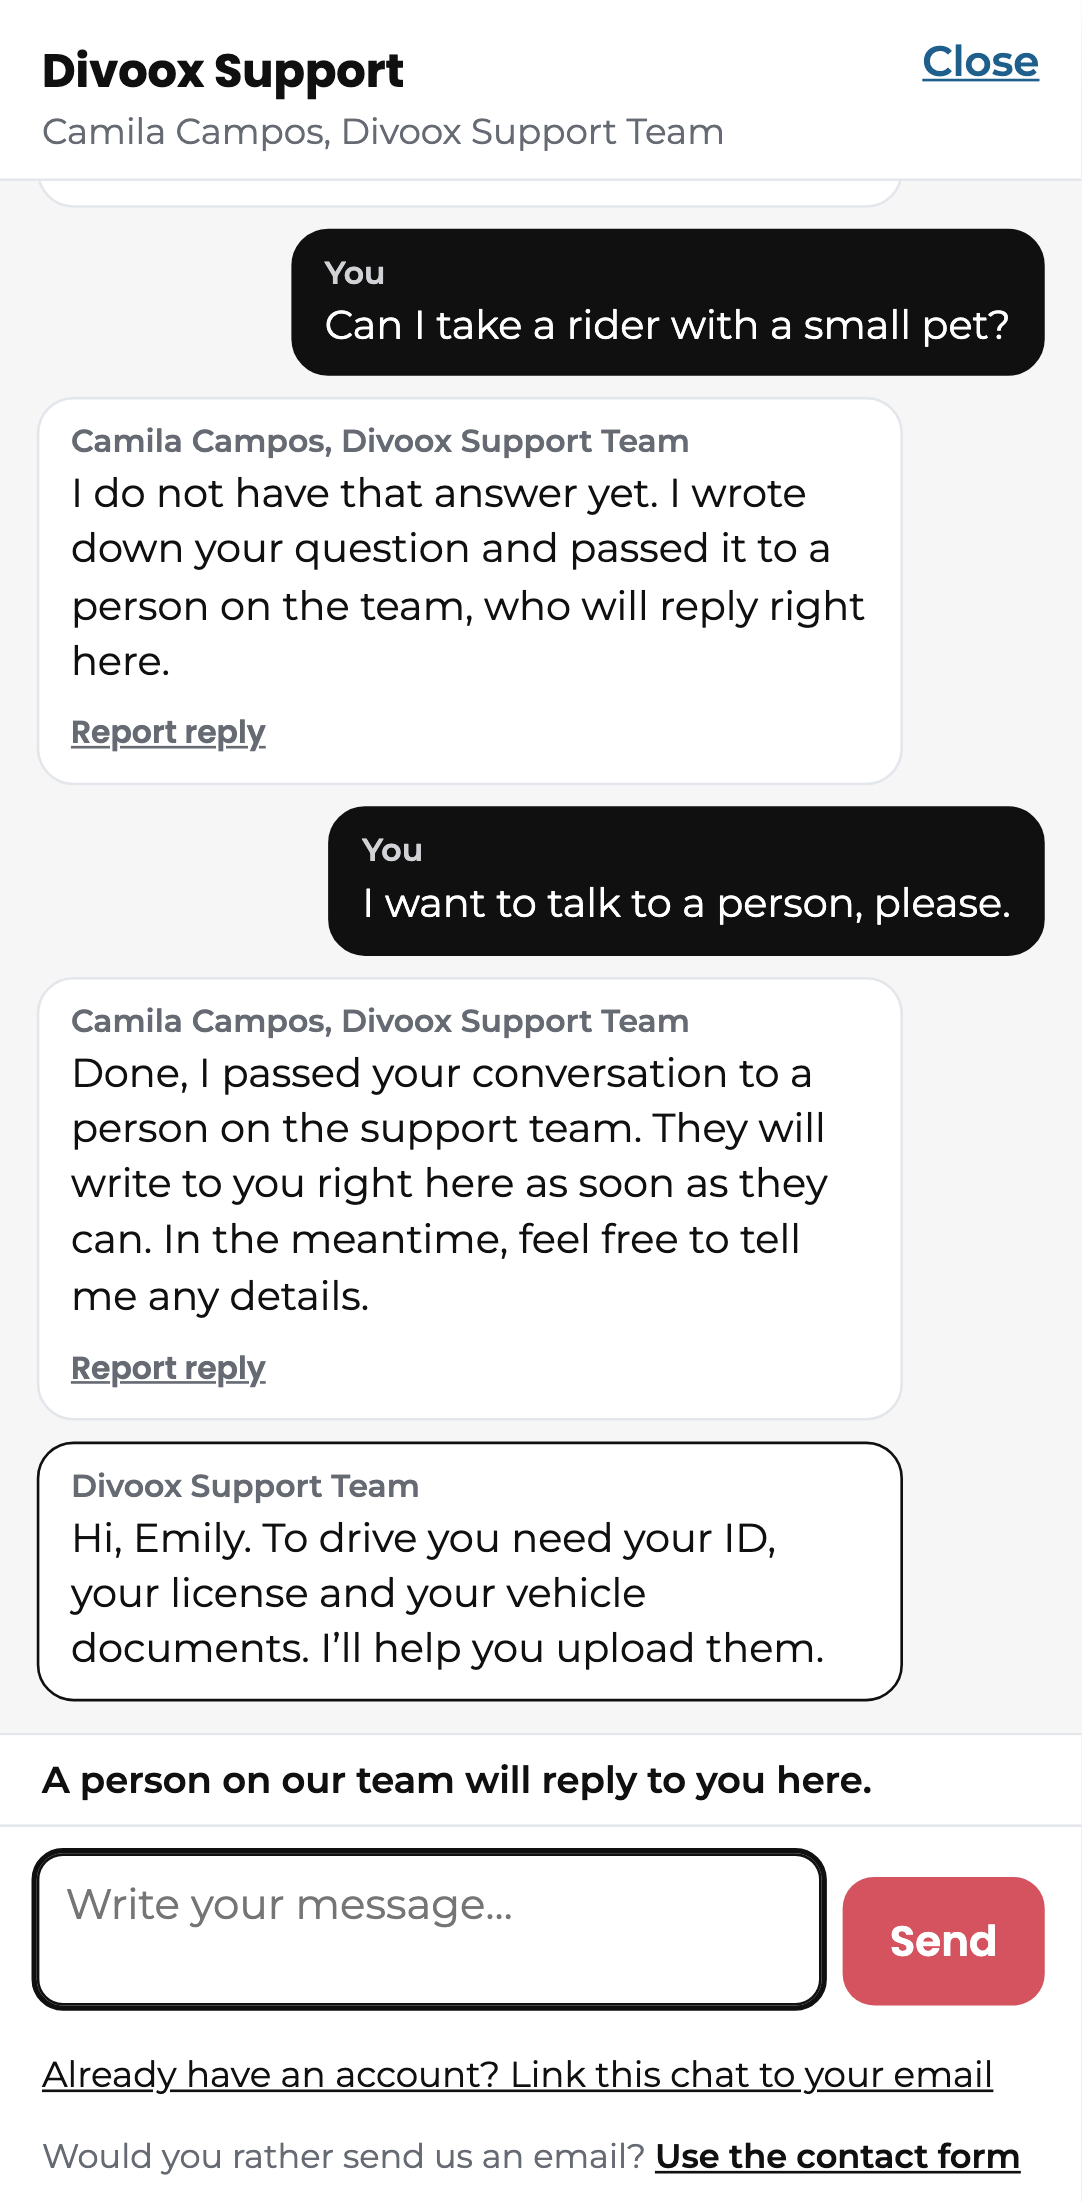 Divoox Support
Close
Camila Campos, Divoox Support Team
You
Can I take a rider with a small pet?
Camila Campos, Divoox Support Team
I do not have that answer yet. I wrote
down your question and passed it to a
person on the team, who will reply right
here.
Report reply
You
I want to talk to a person, please.
Camila Campos, Divoox Support Team
Done, I passed your conversation to a
person on the support team. They will
write to you right here as soon as they
can. In the meantime, feel free to tell
me any details.
Report reply
Divoox Support Team
Hi, Emily. To drive you need your ID,
your license and your vehicle
documents. I’ll help you upload them.
A person on our team will reply to you here.
Write your message...
Send
Already have an account? Link this chat to your email
Would you rather send us an email? Use the contact form